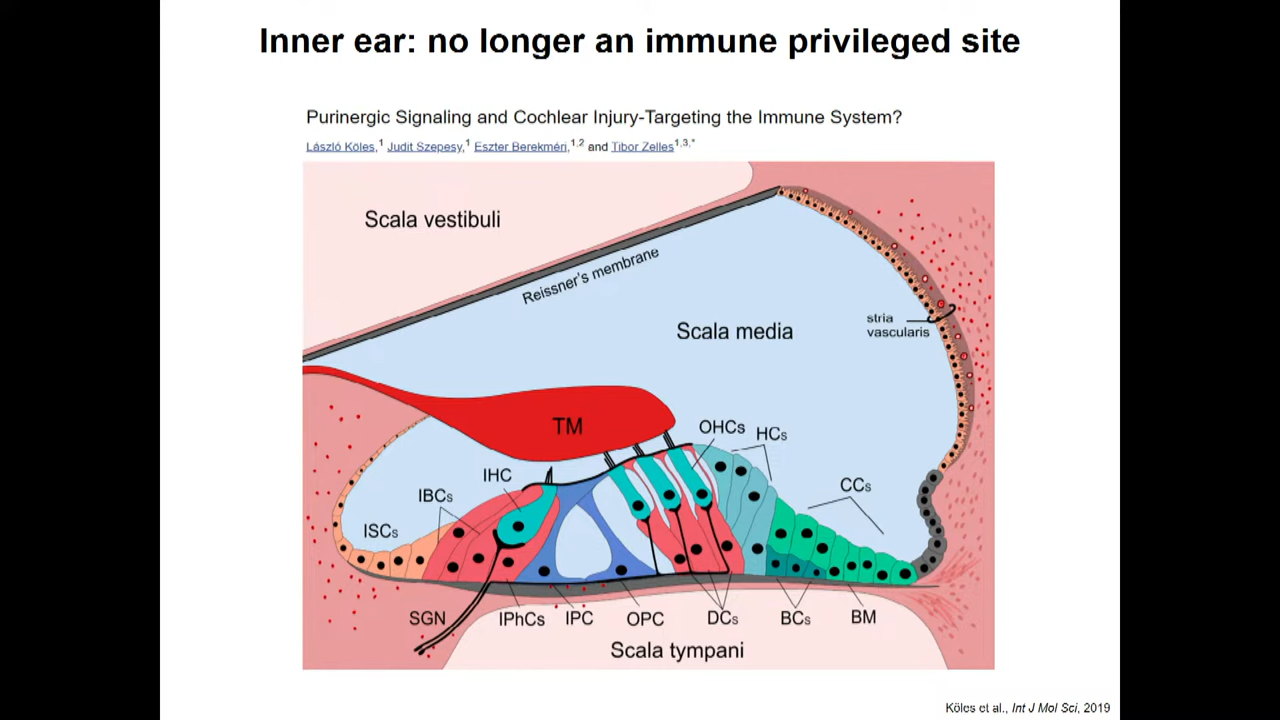 Inner ear: no longer an immune privileged site
Purinergic Signaling and Cochlear Injury-Targeting the Immune System?
László Köles,1 Judit Szepesy,1 Eszter Berekméri,1,2 and Tibor Zelles1,3,*
Scala vestibuli
Reissner's membrane
Scala media
stria
vascularis
TM
OHCs
HCs
IHC
IBCs
CCs
ISCs
SGN
IPhCs
IPC
OPC
DCs
BCs
BM
Scala tympani
Köles et al., Int J Mol Sci, 2019